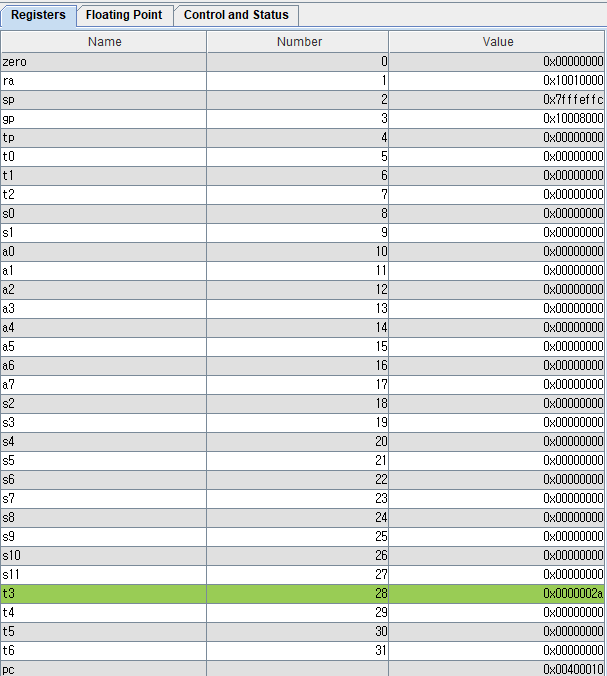 Registers Floating Point Control and Status
Name Number Value
zero 0 0x00000000
ra 1 0x10010000
sp 2 0x7fffeffc
gp 3 0x10008000
tp 4 0x00000000
t0 5 0x00000000
t1 6 0x00000000
t2 7 0x00000000
s0 8 0x00000000
s1 9 0x00000000
a0 10 0x00000000
a1 11 0x00000000
a2 12 0x00000000
a3 13 0x00000000
a4 14 0x00000000
a5 15 0x00000000
a6 16 0x00000000
a7 17 0x00000000
s2 18 0x00000000
s3 19 0x00000000
s4 20 0x00000000
s5 21 0x00000000
s6 22 0x00000000
s7 23 0x00000000
s8 24 0x00000000
s9 25 0x00000000
s10 26 0x00000000
s11 27 0x00000000
t3 28 0x0000002a
t4 29 0x00000000
t5 30 0x00000000
t6 31 0x00000000
pc 0x00400010